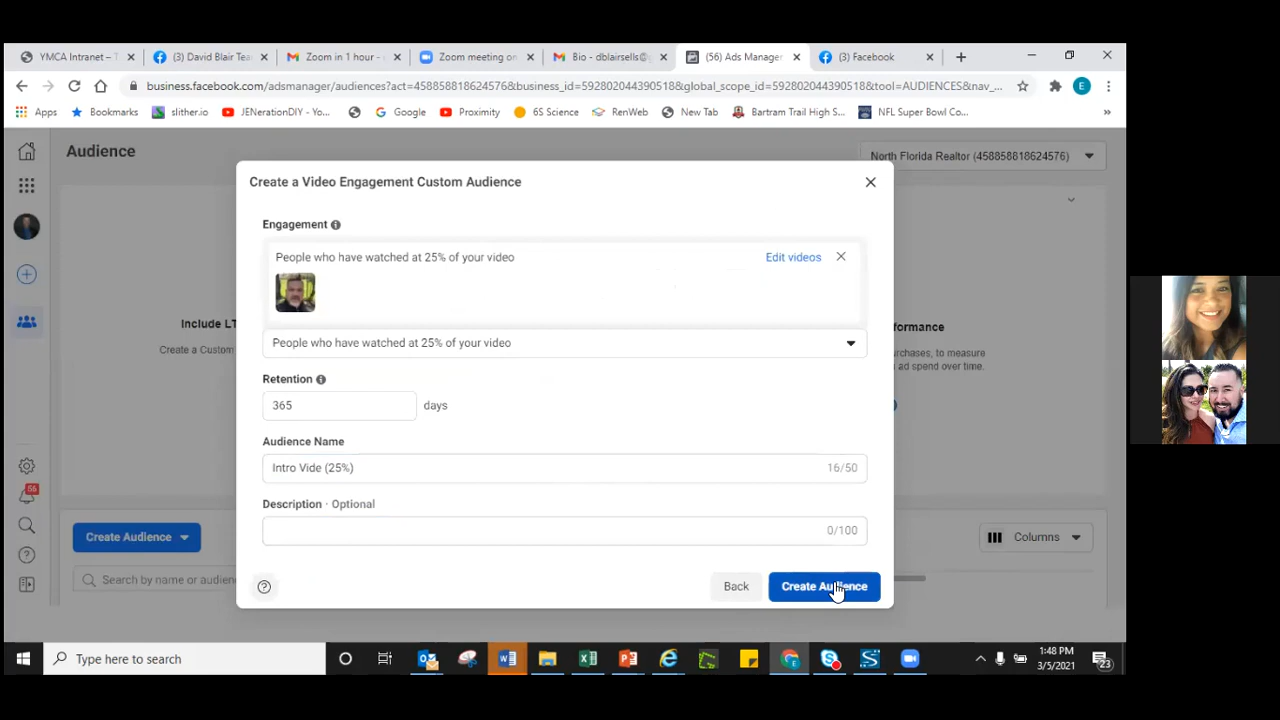 YMCA Intranet –
(3) David Blair Tea
Zoom in 1 hour -
Zoom meeting on
Bio - dblairsells@
(56) Ads Manager
(3) Facebook
business.facebook.com/adsmanager/audience?act=458858818624576&business_id=592802044390518&global_scope_id=592802044390518&tool=AUDIENCES&nav_...
Apps
Bookmarks
slither.io
JENerationDIY - Yo...
Google
Proximity
6S Science
RenWeb
New Tab
Bartram Trail High S...
NFL Super Bowl Co...
Audience
North Florida Realtor (458858818624576)
Create a Video Engagement Custom Audience
Engagement
People who have watched at 25% of your video
Edit videos
People who have watched at 25% of your video
Include LT
Create a Custom
formance
rchases, to measure
ad spend over time.
Retention
365
days
Audience Name
Intro Vide (25%)
16/50
Description · Optional
0/100
Create Audience
Columns
Search by name or audien
Back
Create Audience
56
Type here to search
1:48 PM
3/5/2021
23